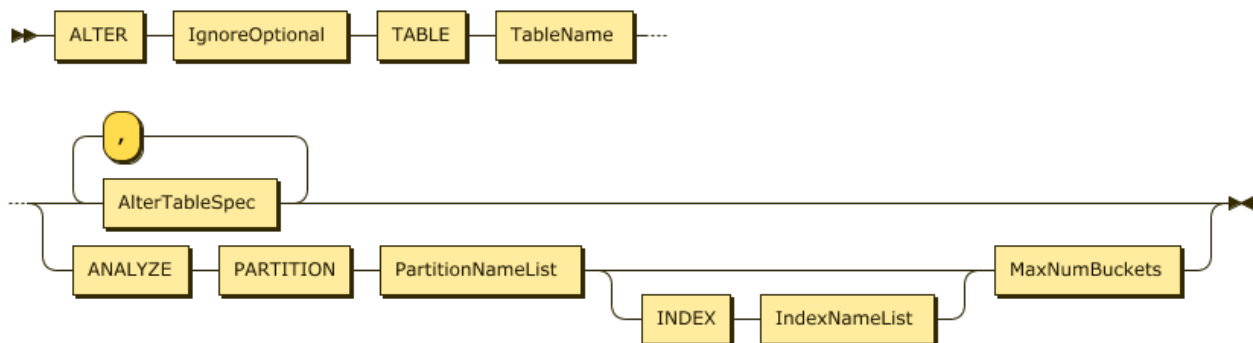 ALTER IgnoreOptional TABLE TableName
,
AlterTableSpec
ANALYZE PARTITION PartitionNameList MaxNumBuckets
INDEX IndexNameList